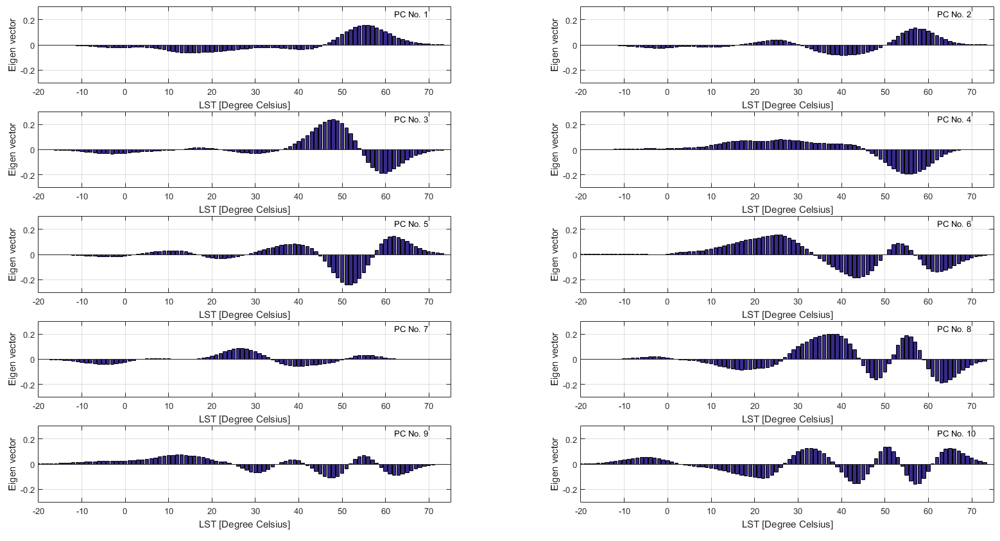 PC No. 1
0.2
0
-0.2
Eigen vector
-20 -10 0 10 20 30 40 50 60 70
LST [Degree Celsius]
PC No. 2
0.2
0
-0.2
Eigen vector
-20 -10 0 10 20 30 40 50 60 70
LST [Degree Celsius]
PC No. 3
0.2
0
-0.2
Eigen vector
-20 -10 0 10 20 30 40 50 60 70
LST [Degree Celsius]
PC No. 4
0.2
0
-0.2
Eigen vector
-20 -10 0 10 20 30 40 50 60 70
LST [Degree Celsius]
PC No. 5
0.2
0
-0.2
Eigen vector
-20 -10 0 10 20 30 40 50 60 70
LST [Degree Celsius]
PC No. 6
0.2
0
-0.2
Eigen vector
-20 -10 0 10 20 30 40 50 60 70
LST [Degree Celsius]
PC No. 7
0.2
0
-0.2
Eigen vector
-20 -10 0 10 20 30 40 50 60 70
LST [Degree Celsius]
PC No. 8
0.2
0
-0.2
Eigen vector
-20 -10 0 10 20 30 40 50 60 70
LST [Degree Celsius]
PC No. 9
0.2
0
-0.2
Eigen vector
-20 -10 0 10 20 30 40 50 60 70
LST [Degree Celsius]
PC No. 10
0.2
0
-0.2
Eigen vector
-20 -10 0 10 20 30 40 50 60 70
LST [Degree Celsius]